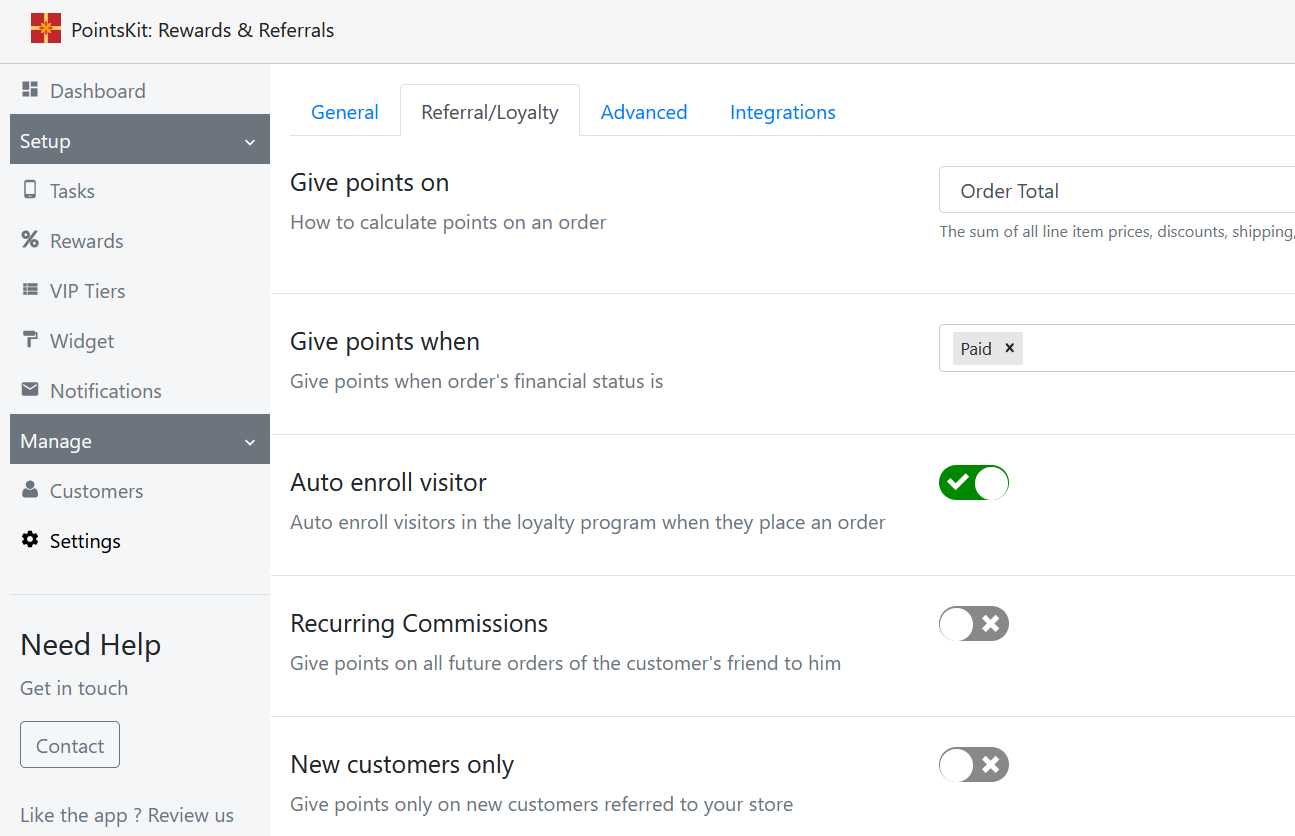 PointsKit: Rewards & Referrals
Dashboard
Setup
Tasks
Rewards
VIP Tiers
Widget
Notifications
Manage
Customers
Settings
Need Help
Get in touch
Contact
Like the app ? Review us
General
Referral/Loyalty
Advanced
Integrations
Give points on
How to calculate points on an order
Order Total
The sum of all line item prices, discounts, shipping,
Give points when
Give points when order's financial status is
Paid ×
Auto enroll visitor
Auto enroll visitors in the loyalty program when they place an order
Recurring Commissions
Give points on all future orders of the customer's friend to him
New customers only
Give points only on new customers referred to your store